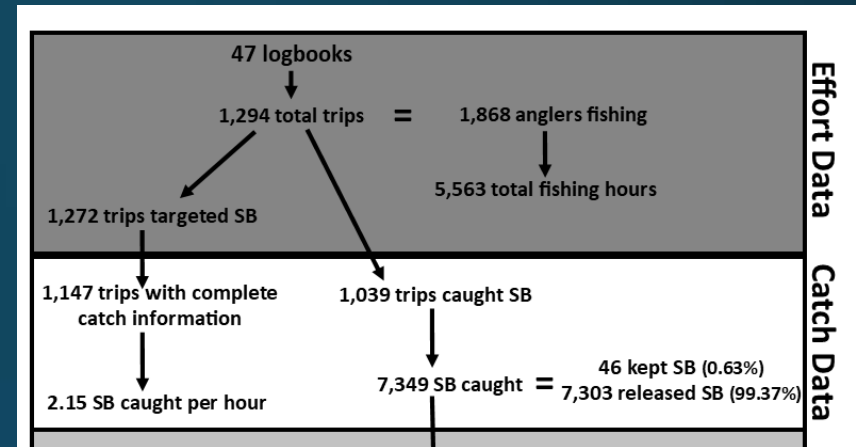 47 logbooks
1,294 total trips = 1,868 anglers fishing
5,563 total fishing hours
1,272 trips targeted SB
Effort Data
1,147 trips with complete
catch information
1,039 trips caught SB
2.15 SB caught per hour
7,349 SB caught =
46 kept SB (0.63%)
7,303 released SB (99.37%)
Catch Data